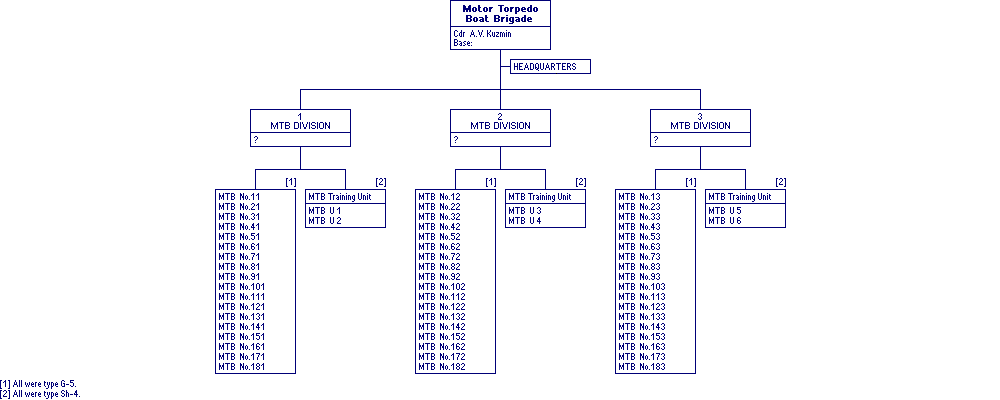 Motor Torpedo
Boat Brigade
Cdr A.V. Kuzmin
Base:
HEADQUARTERS
1
MTB DIVISION
?
2
MTB DIVISION
?
3
MTB DIVISION
?
[1]
MTB No.11
MTB No.21
MTB No.31
MTB No.41
MTB No.51
MTB No.61
MTB No.71
MTB No.81
MTB No.91
MTB No.101
MTB No.111
MTB No.121
MTB No.131
MTB No.141
MTB No.151
MTB No.161
MTB No.171
MTB No.181
[2]
MTB Training Unit
MTB U 1
MTB U 2
[1]
MTB No.12
MTB No.22
MTB No.32
MTB No.42
MTB No.52
MTB No.62
MTB No.72
MTB No.82
MTB No.92
MTB No.102
MTB No.112
MTB No.122
MTB No.132
MTB No.142
MTB No.152
MTB No.162
MTB No.172
MTB No.182
[2]
MTB Training Unit
MTB U 3
MTB U 4
[1]
MTB No.13
MTB No.23
MTB No.33
MTB No.43
MTB No.53
MTB No.63
MTB No.73
MTB No.83
MTB No.93
MTB No.103
MTB No.113
MTB No.123
MTB No.133
MTB No.143
MTB No.153
MTB No.163
MTB No.173
MTB No.183
[2]
MTB Training Unit
MTB U 5
MTB U 6
[1] All were type G-5.
[2] All were type Sh-4.